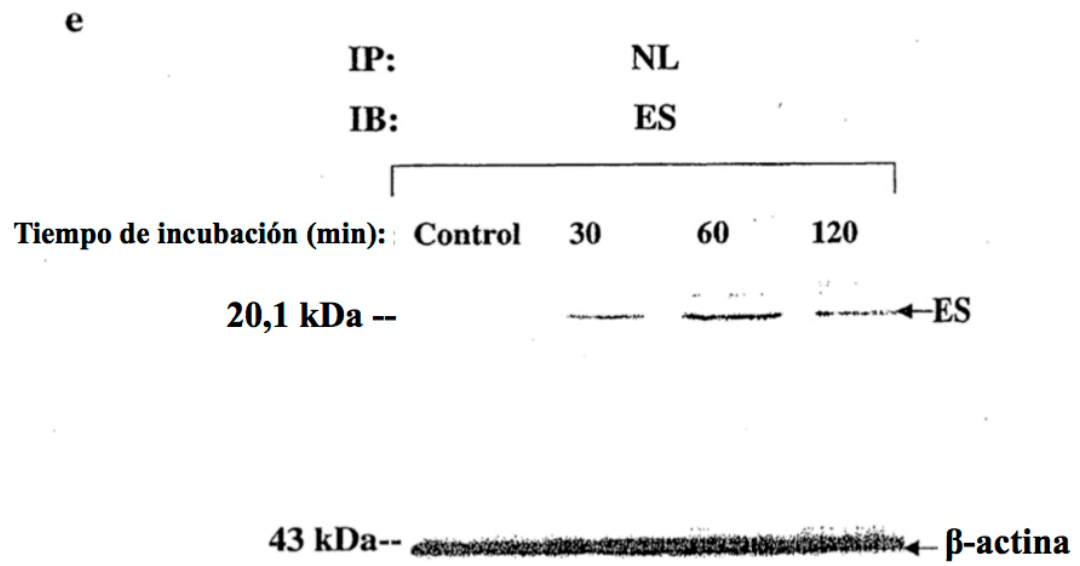 e
IP: NL
IB: ES
Tiempo de incubación (min): Control 30 60 120
20,1 kDa -- ←ES
43 kDa-- ← β-actina